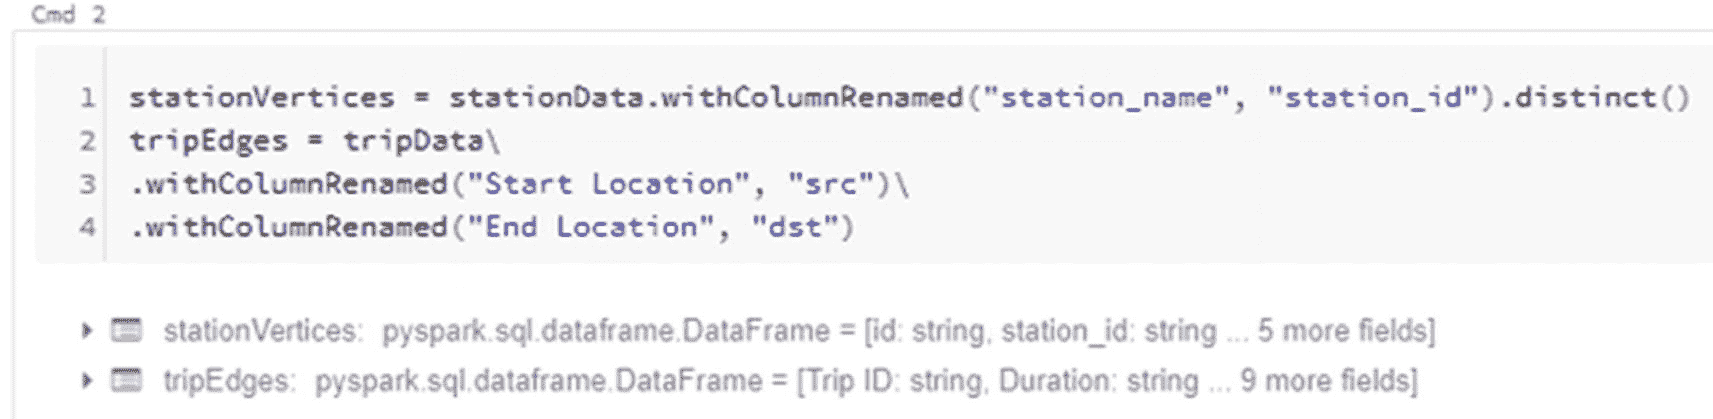 Cmd 2
1 stationVertices = stationData.withColumnRenamed("station_name", "station_id").distinct()
2 tripEdges = tripData\
3 .withColumnRenamed("Start Location", "src")\
4 .withColumnRenamed("End Location", "dst")
stationVertices: pyspark.sql.dataframe.DataFrame = [id: string, station_id: string ... 5 more fields]
tripEdges: pyspark.sql.dataframe.DataFrame = [Trip ID: string, Duration: string ... 9 more fields]